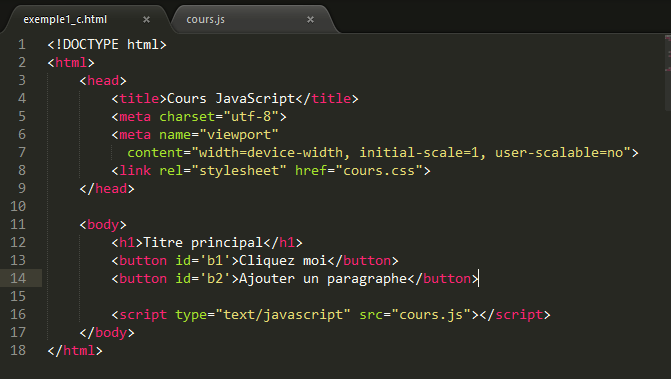 exemple1_c.html × cours.js ×
1 <!DOCTYPE html>
2 <html>
3 <head>
4 <title>Cours JavaScript</title>
5 <meta charset="utf-8">
6 <meta name="viewport"
7 content="width=device-width, initial-scale=1, user-scalable=no">
8 <link rel="stylesheet" href="cours.css">
9 </head>
10
11 <body>
12 <h1>Titre principal</h1>
13 <button id='b1'>Cliquez moi</button>
14 <button id='b2'>Ajouter un paragraphe</button>
15
16 <script type="text/javascript" src="cours.js"></script>
17 </body>
18 </html>